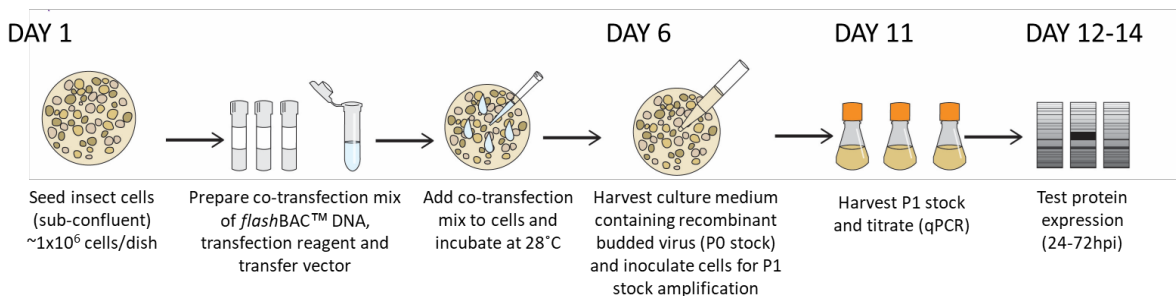 DAY 1
DAY 6
DAY 11
DAY 12-14
Seed insect cells
(sub-confluent)
~1x10⁶ cells/dish
Prepare co-transfection mix
of flashBAC™ DNA,
transfection reagent and
transfer vector
Add co-transfection
mix to cells and
incubate at 28˚C
Harvest culture medium
containing recombinant
budded virus (P0 stock)
and inoculate cells for P1
stock amplification
Harvest P1 stock
and titrate (qPCR)
Test protein
expression
(24-72hpi)